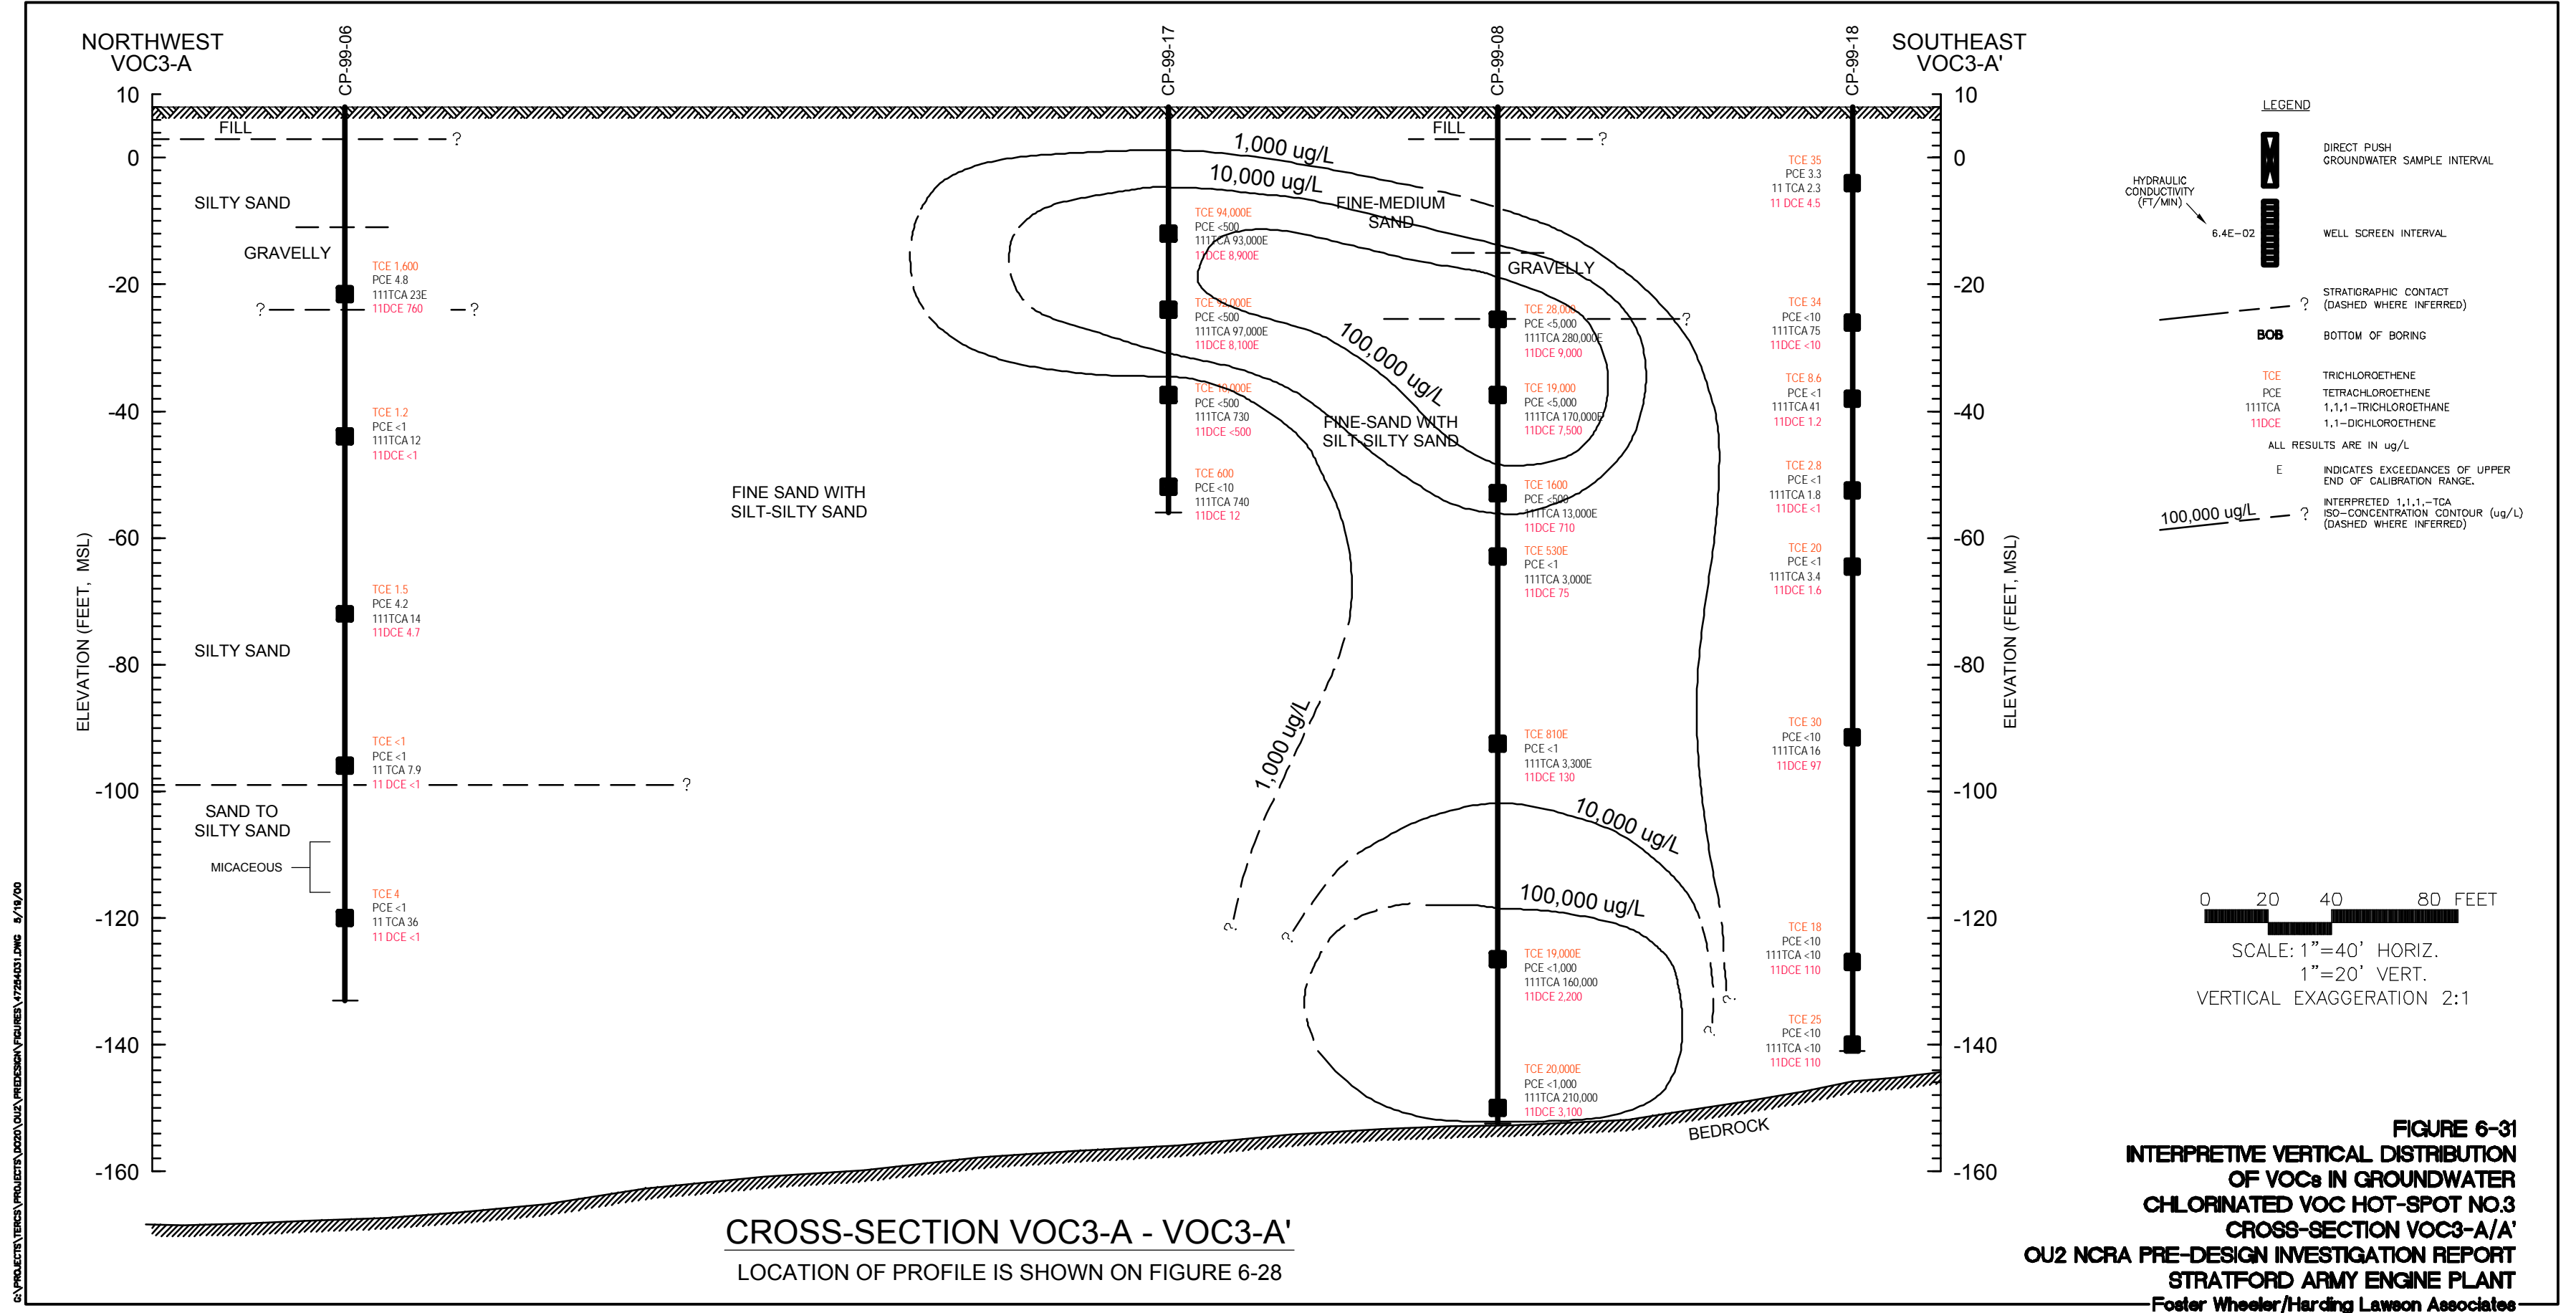 NORTHWEST
VOC3-A
CP-99-06
CP-99-17
CP-99-08
CP-99-18
SOUTHEAST
VOC3-A'
10
0
-20
-40
-60
-80
-100
-120
-140
-160
ELEVATION (FEET, MSL)
FILL
?
SILTY SAND
GRAVELLY
?
?
SILTY SAND
?
SAND TO
SILTY SAND
MICACEOUS
TCE 1,600
PCE 4.8
111TCA 23E
11DCE 760
TCE 1.2
PCE <1
111TCA 12
11DCE <1
TCE 1.5
PCE 4.2
111TCA 14
11DCE 4.7
TCE <1
PCE <1
11 TCA 7.9
11 DCE <1
TCE 4
PCE <1
11 TCA 36
11 DCE <1
FINE SAND WITH
SILT-SILTY SAND
TCE 94,000E
PCE <500
111TCA 93,000E
11DCE 8,900E
TCE 92,000E
PCE <500
111TCA 97,000E
11DCE 8,100E
TCE 10,000E
PCE <500
111TCA 730
11DCE <500
TCE 600
PCE <10
111TCA 740
11DCE 12
1,000 ug/L
10,000 ug/L
100,000 ug/L
FILL
?
FINE-MEDIUM
SAND
GRAVELLY
?
FINE-SAND WITH
SILT-SILTY SAND
TCE 28,000
PCE <5,000
111TCA 280,000E
11DCE 9,000
TCE 19,000
PCE <5,000
111TCA 170,000E
11DCE 7,500
TCE 1600
PCE <500
111TCA 13,000E
11DCE 710
TCE 530E
PCE <1
111TCA 3,000E
11DCE 75
TCE 810E
PCE <1
111TCA 3,300E
11DCE 130
1,000 ug/L
?
10,000 ug/L
?
?
?
100,000 ug/L
TCE 19,000E
PCE <1,000
111TCA 160,000
11DCE 2,200
TCE 20,000E
PCE <1,000
111TCA 210,000
11DCE 3,100
TCE 35
PCE 3.3
11 TCA 2.3
11 DCE 4.5
TCE 34
PCE <10
111TCA 75
11DCE <10
TCE 8.6
PCE <1
111TCA 41
11DCE 1.2
TCE 2.8
PCE <1
111TCA 1.8
11DCE <1
TCE 20
PCE <1
111TCA 3.4
11DCE 1.6
TCE 30
PCE <10
111TCA 16
11DCE 97
TCE 18
PCE <10
111TCA <10
11DCE 110
TCE 25
PCE <10
111TCA <10
11DCE 110
BEDROCK
10
0
-20
-40
-60
-80
-100
-120
-140
-160
ELEVATION (FEET, MSL)
LEGEND
DIRECT PUSH
GROUNDWATER SAMPLE INTERVAL
HYDRAULIC
CONDUCTIVITY
(FT/MIN)
6.4E-02
WELL SCREEN INTERVAL
?
STRATIGRAPHIC CONTACT
(DASHED WHERE INFERRED)
BOB BOTTOM OF BORING
TCE TRICHLOROETHENE
PCE TETRACHLOROETHENE
111TCA 1,1,1-TRICHLOROETHANE
11DCE 1,1-DICHLOROETHENE
ALL RESULTS ARE IN ug/L
E INDICATES EXCEEDANCES OF UPPER
END OF CALIBRATION RANGE.
100,000 ug/L ?
INTERPRETED 1,1,1,-TCA
ISO-CONCENTRATION CONTOUR (ug/L)
(DASHED WHERE INFERRED)
0 20 40 80 FEET
SCALE: 1"=40' HORIZ.
1"=20' VERT.
VERTICAL EXAGGERATION 2:1
CROSS-SECTION VOC3-A - VOC3-A'
LOCATION OF PROFILE IS SHOWN ON FIGURE 6-28
FIGURE 6-31
INTERPRETIVE VERTICAL DISTRIBUTION
OF VOCs IN GROUNDWATER
CHLORINATED VOC HOT-SPOT NO.3
CROSS-SECTION VOC3-A/A'
OU2 NCRA PRE-DESIGN INVESTIGATION REPORT
STRATFORD ARMY ENGINE PLANT
Foster Wheeler/Harding Lawson Associates
G:\PROJECTS\TERCS\PROJECTS\DO20\OU2\PREDESIGN\FIGURES\47254031.DWG 5/19/00